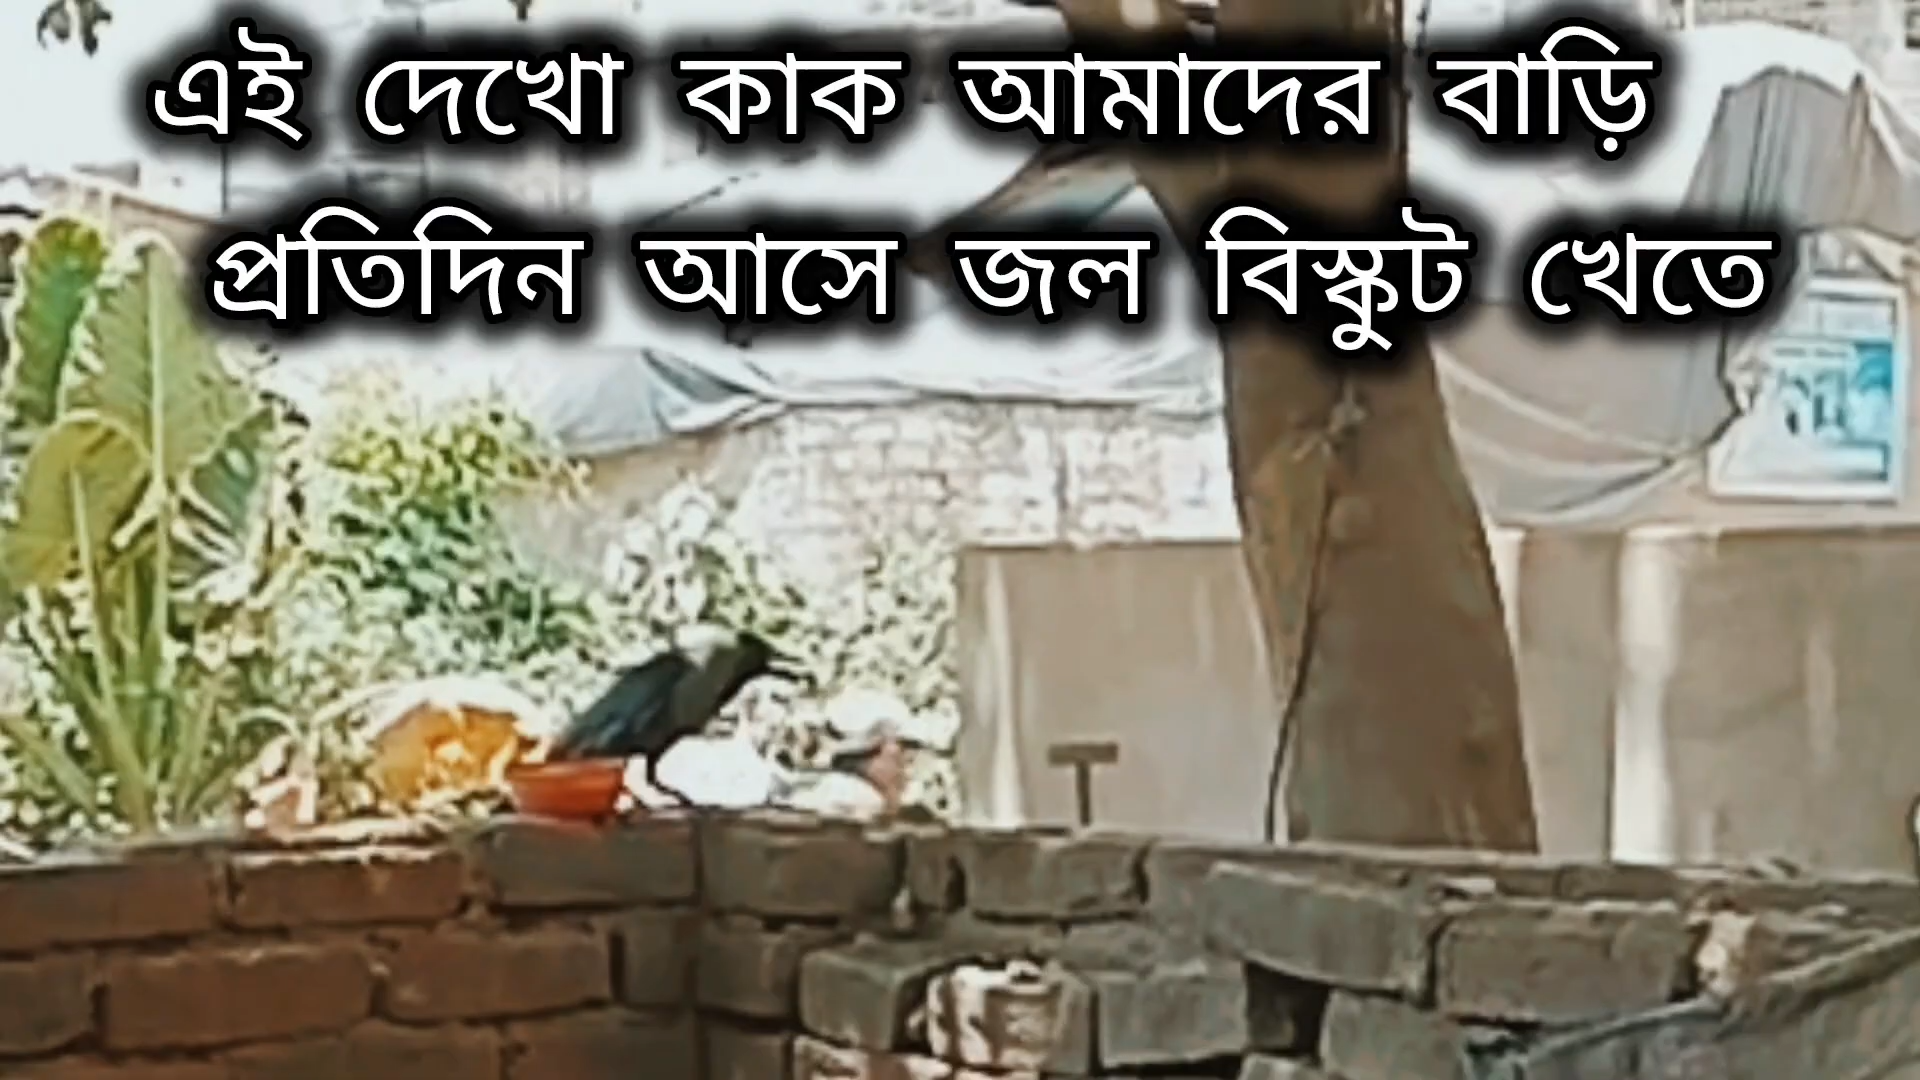 এই দেখো কাক আমাদের বাড়ি
প্রতিদিন আসে জল বিস্কুট খেতে